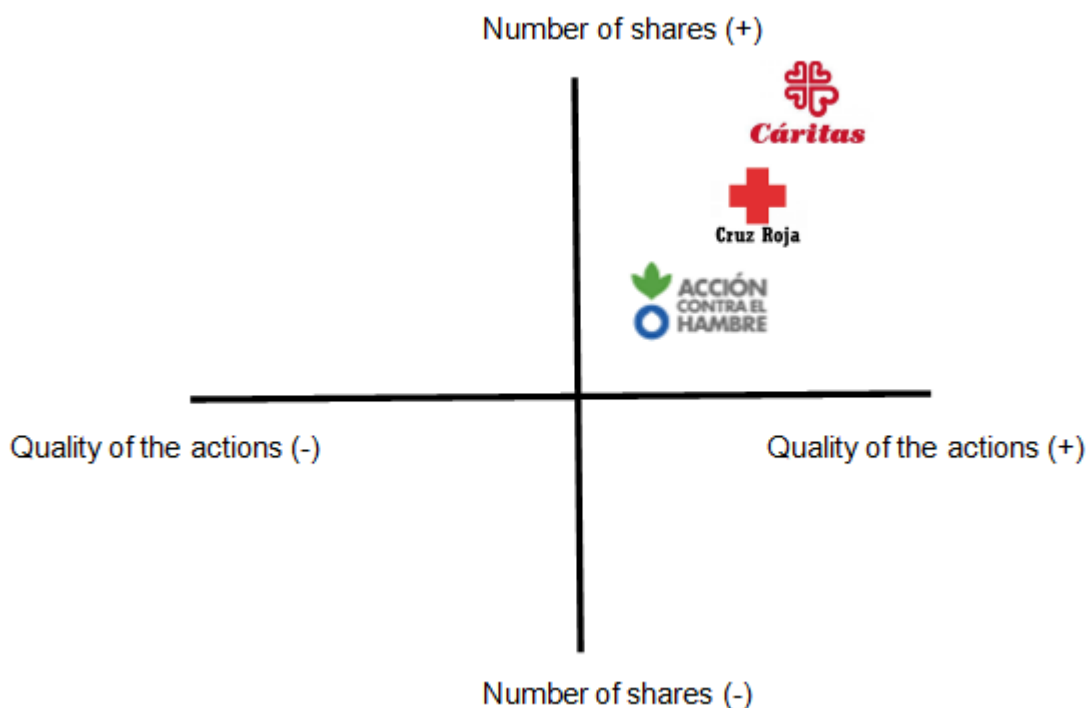 Number of shares (+)
Cáritas
Cruz Roja
ACCIÓN
CONTRA EL
HAMBRE
Quality of the actions (-)
Quality of the actions (+)
Number of shares (-)